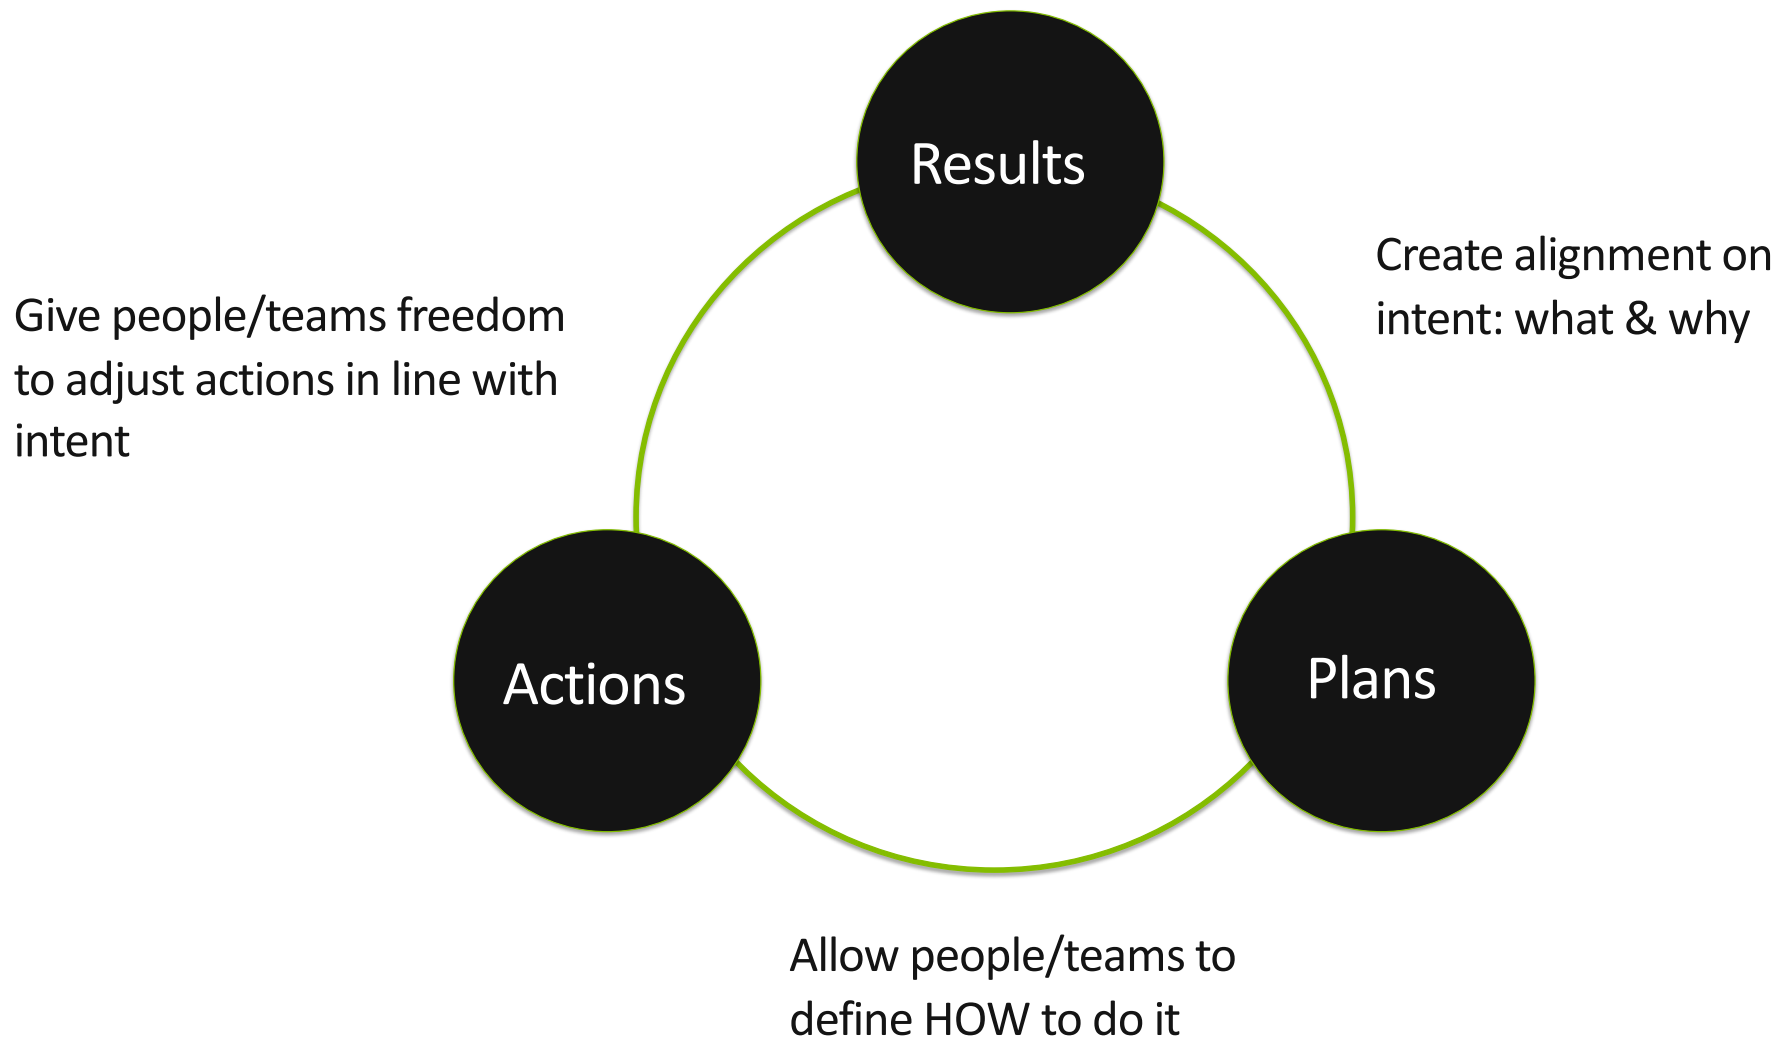 Results
Create alignment on
intent: what & why
Give people/teams freedom
to adjust actions in line with
intent
Actions
Plans
Allow people/teams to
define HOW to do it